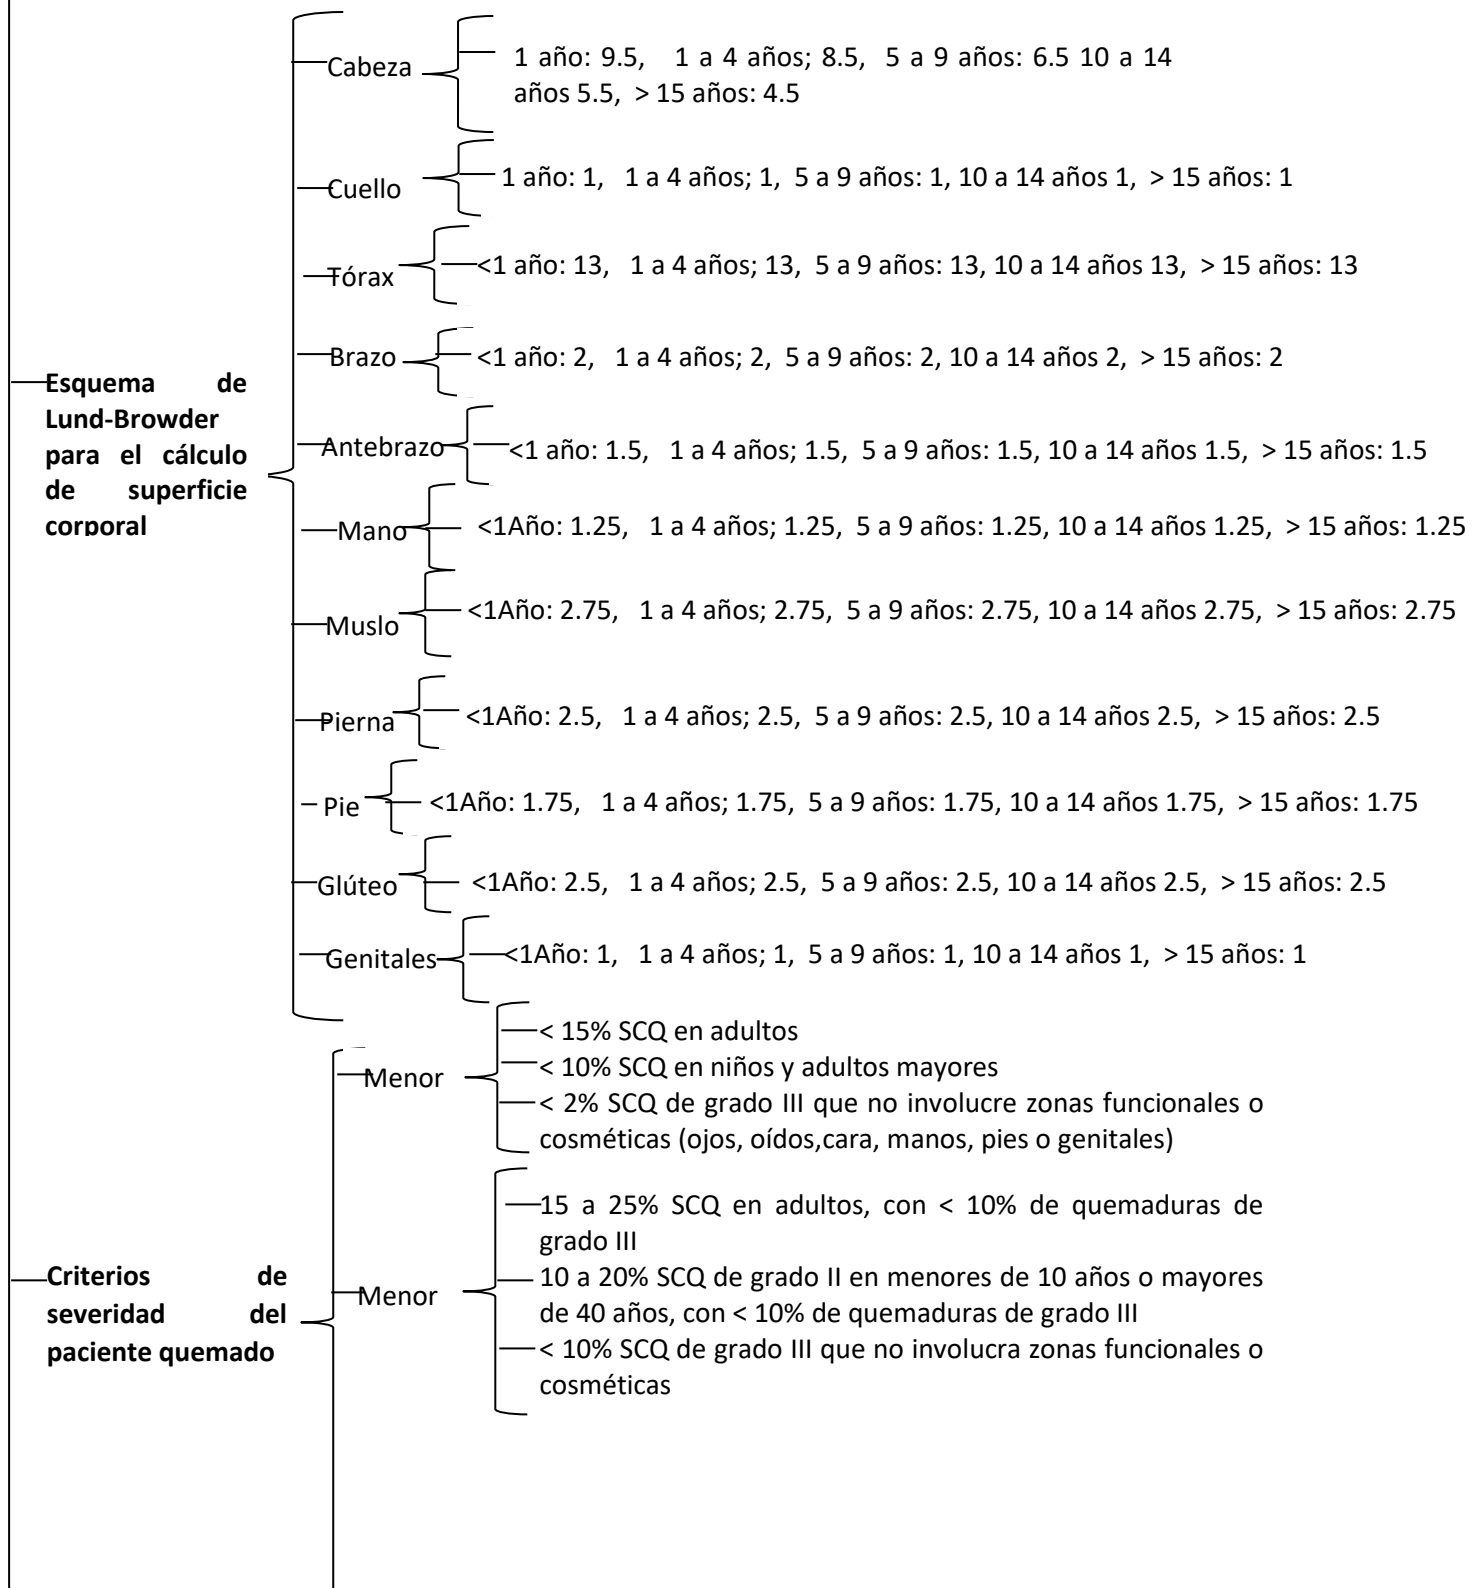 Esquema de
Lund-Browder
para el cálculo
de superficie
corporal
Cabeza
1 año: 9.5, 1 a 4 años; 8.5, 5 a 9 años: 6.5 10 a 14
años 5.5, > 15 años: 4.5
Cuello
1 año: 1, 1 a 4 años; 1, 5 a 9 años: 1, 10 a 14 años 1, > 15 años: 1
Tórax
<1 año: 13, 1 a 4 años; 13, 5 a 9 años: 13, 10 a 14 años 13, > 15 años: 13
Brazo
<1 año: 2, 1 a 4 años; 2, 5 a 9 años: 2, 10 a 14 años 2, > 15 años: 2
Antebrazo
<1 año: 1.5, 1 a 4 años; 1.5, 5 a 9 años: 1.5, 10 a 14 años 1.5, > 15 años: 1.5
Mano
<1Año: 1.25, 1 a 4 años; 1.25, 5 a 9 años: 1.25, 10 a 14 años 1.25, > 15 años: 1.25
Muslo
<1Año: 2.75, 1 a 4 años; 2.75, 5 a 9 años: 2.75, 10 a 14 años 2.75, > 15 años: 2.75
Pierna
<1Año: 2.5, 1 a 4 años; 2.5, 5 a 9 años: 2.5, 10 a 14 años 2.5, > 15 años: 2.5
Pie
<1Año: 1.75, 1 a 4 años; 1.75, 5 a 9 años: 1.75, 10 a 14 años 1.75, > 15 años: 1.75
Glúteo
<1Año: 2.5, 1 a 4 años; 2.5, 5 a 9 años: 2.5, 10 a 14 años 2.5, > 15 años: 2.5
Genitales
<1Año: 1, 1 a 4 años; 1, 5 a 9 años: 1, 10 a 14 años 1, > 15 años: 1
Criterios de
severidad del
paciente quemado
Menor
< 15% SCQ en adultos
< 10% SCQ en niños y adultos mayores
< 2% SCQ de grado III que no involucre zonas funcionales o
cosméticas (ojos, oídos,cara, manos, pies o genitales)
Menor
15 a 25% SCQ en adultos, con < 10% de quemaduras de
grado III
10 a 20% SCQ de grado II en menores de 10 años o mayores
de 40 años, con < 10% de quemaduras de grado III
< 10% SCQ de grado III que no involucra zonas funcionales o
cosméticas